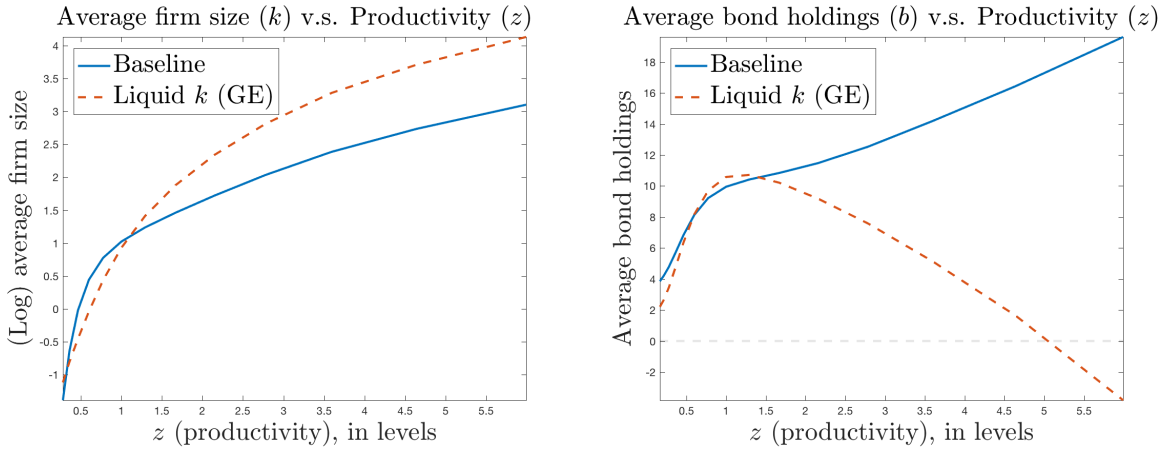 Average firm size (k) v.s. Productivity (z)
Baseline
Liquid k (GE)
(Log) average firm size
4
3.5
3
2.5
2
1.5
1
0.5
0
-0.5
-1
0.5 1 1.5 2 2.5 3 3.5 4 4.5 5 5.5
z (productivity), in levels
Average bond holdings (b) v.s. Productivity (z)
Baseline
Liquid k (GE)
Average bond holdings
18
16
14
12
10
8
6
4
2
0
-2
0.5 1 1.5 2 2.5 3 3.5 4 4.5 5 5.5
z (productivity), in levels